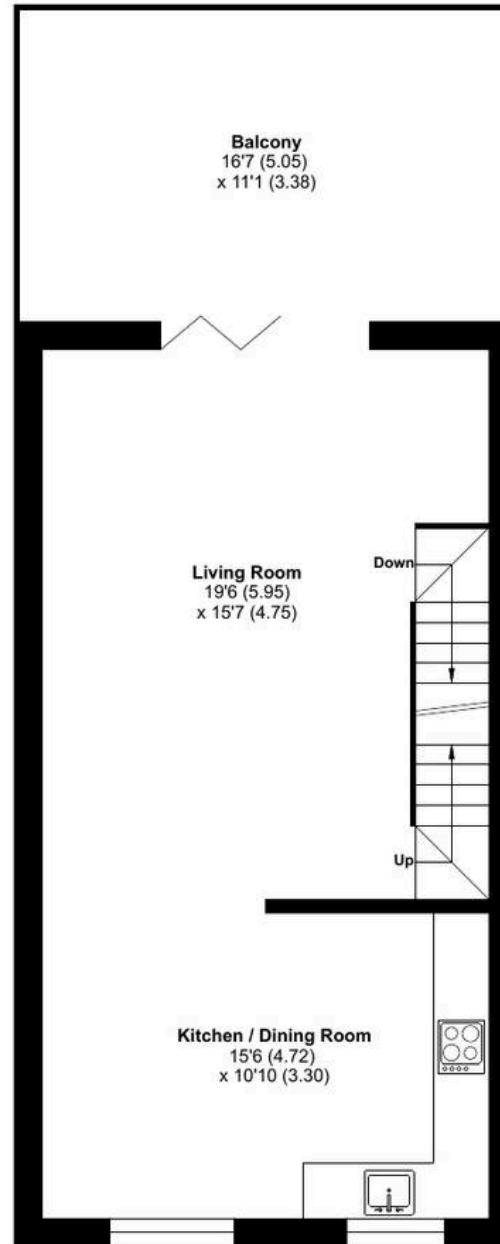 Balcony
16'7 (5.05)
x 11'1 (3.38)
Living Room
19'6 (5.95)
x 15'7 (4.75)
Down
Up
Kitchen / Dining Room
15'6 (4.72)
x 10'10 (3.30)